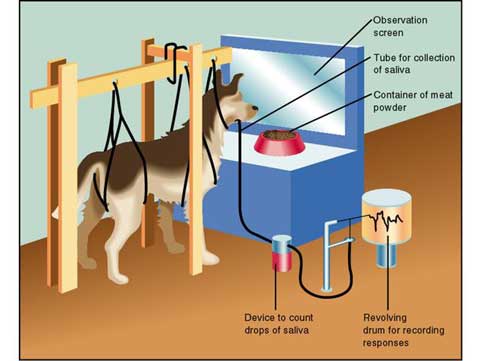 Observation
screen
Tube for collection
of saliva
Container of meat
powder
Device to count
drops of saliva
Revolving
drum for recording
responses